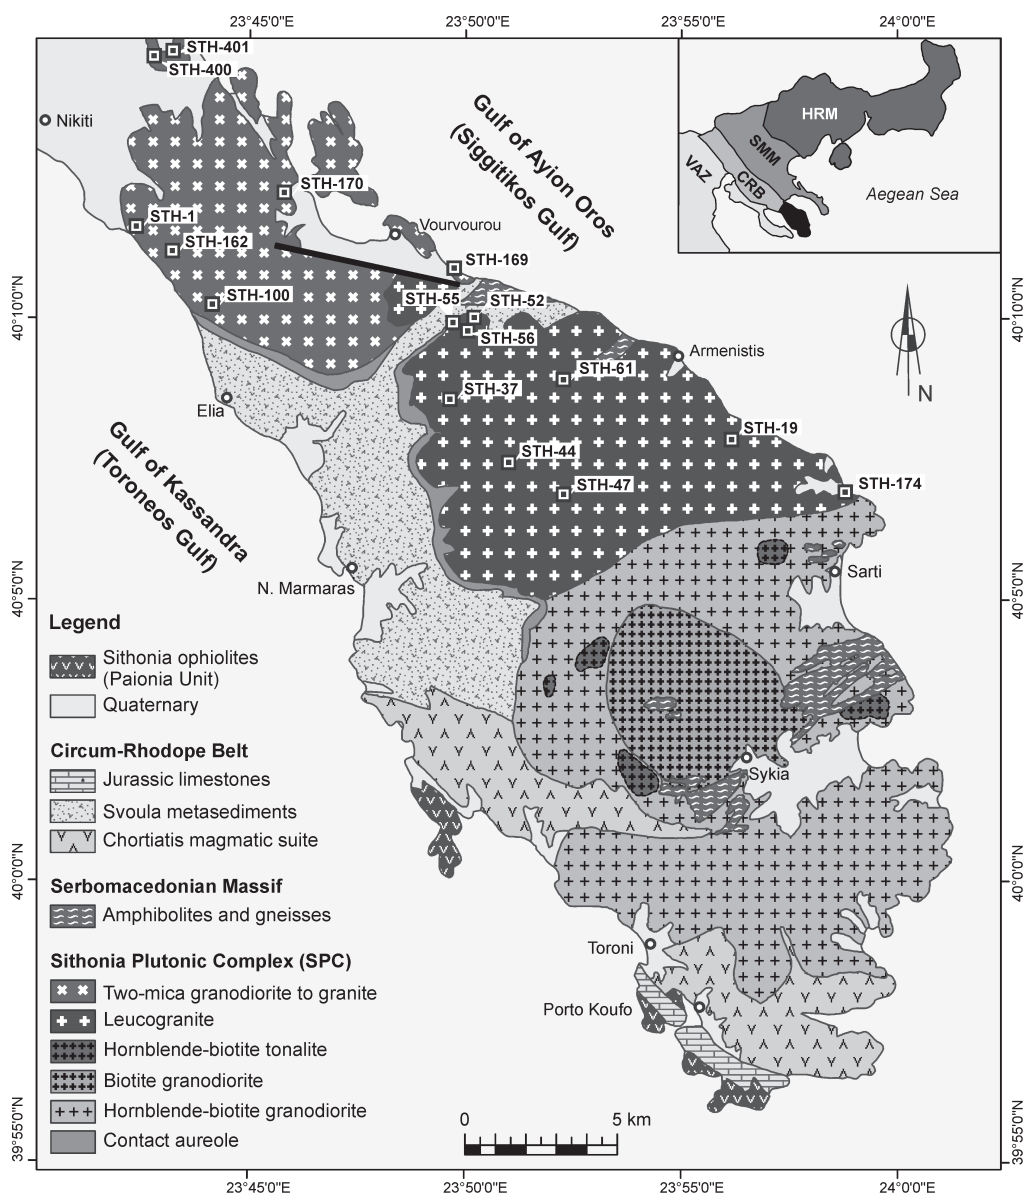 23°45'0"E
23°50'0"E
23°55'0"E
24°0'0"E
STH-401
STH-400
Nikiti
Gulf of Ayion Oros
(Siggitikos Gulf)
HRM
SMM
VAZ
CRB
Aegean Sea
STH-170
STH-1
Vourvourou
STH-162
STH-169
STH-100
STH-55
STH-52
40°10'0"N
40°10'0"N
STH-56
Armenistis
STH-61
STH-37
N
Elia
STH-19
Gulf of Kassandra
(Toroneos Gulf)
STH-44
STH-47
STH-174
Sarti
N. Marmaras
40°5'0"N
40°5'0"N
Legend
Sithonia ophiolites
(Paionia Unit)
Quaternary
Circum-Rhodope Belt
Jurassic limestones
Svoula metasediments
Chortiatis magmatic suite
Sykia
40°0'0"N
40°0'0"N
Serbomacedonian Massif
Amphibolites and gneisses
Toroni
Sithonia Plutonic Complex (SPC)
Two-mica granodiorite to granite
Leucogranite
Hornblende-biotite tonalite
Biotite granodiorite
Hornblende-biotite granodiorite
Contact aureole
Porto Koufo
0
5 km
39°55'0"N
39°55'0"N
23°45'0"E
23°50'0"E
23°55'0"E
24°0'0"E